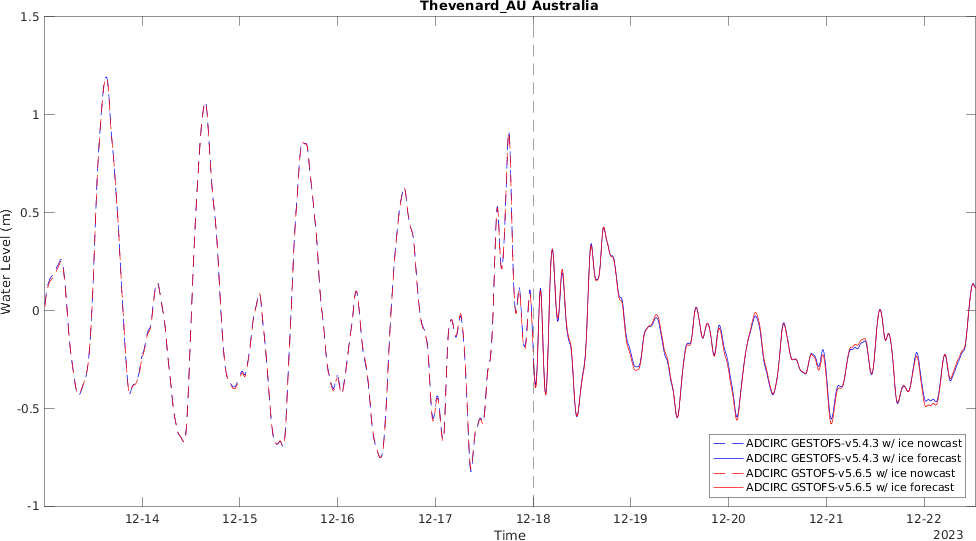 Thevenard_AU Australia
1.5
1
0.5
0
-0.5
-1
Water Level (m)
12-14
12-15
12-16
12-17
12-18
12-19
12-20
12-21
12-22
Time
2023
ADCIRC GESTOFS-v5.4.3 w/ ice nowcast
ADCIRC GESTOFS-v5.4.3 w/ ice forecast
ADCIRC GSTOFS-v5.6.5 w/ ice nowcast
ADCIRC GSTOFS-v5.6.5 w/ ice forecast